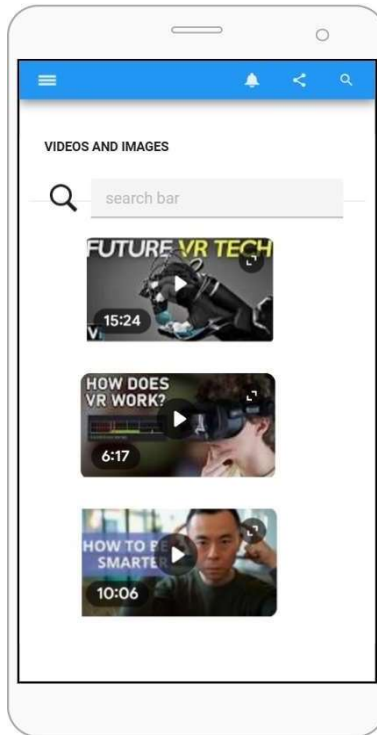 VIDEOS AND IMAGES
search bar
FUTURE VR TECH
15:24
HOW DOES
VR WORK?
6:17
HOW TO BE
SMARTER
10:06